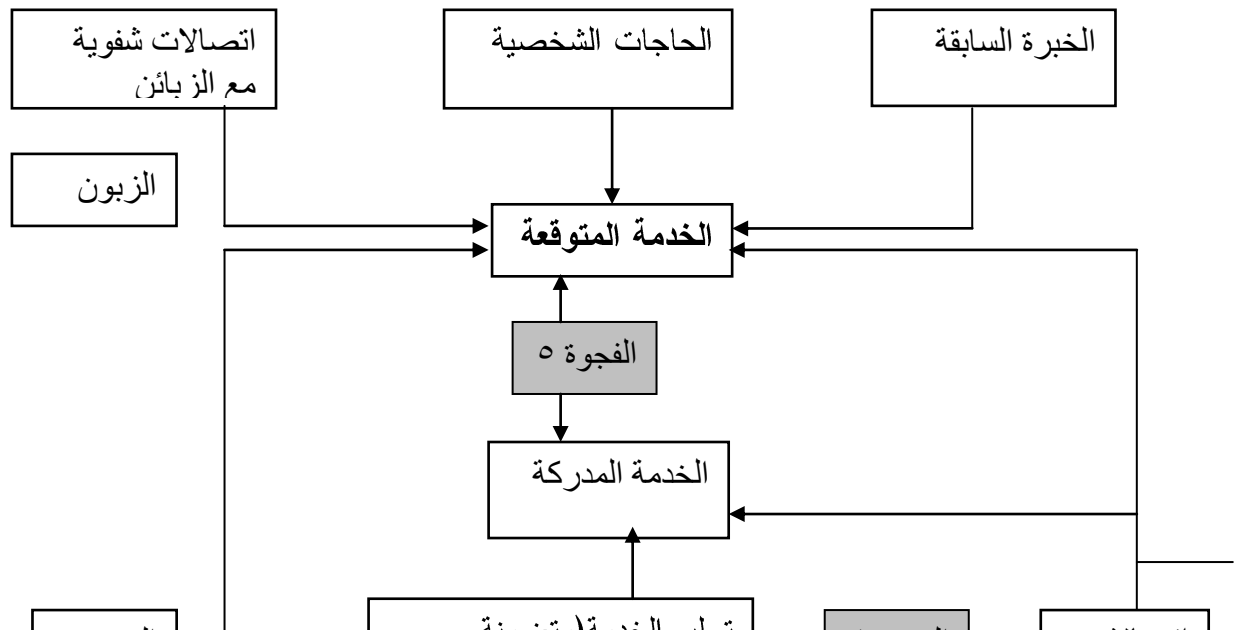 الخبرة السابقة
الحاجات الشخصية
اتصالات شفوية
مع الزبائن
الزبون
الخدمة المتوقعة
الفجوة ٥
الخدمة المدركة